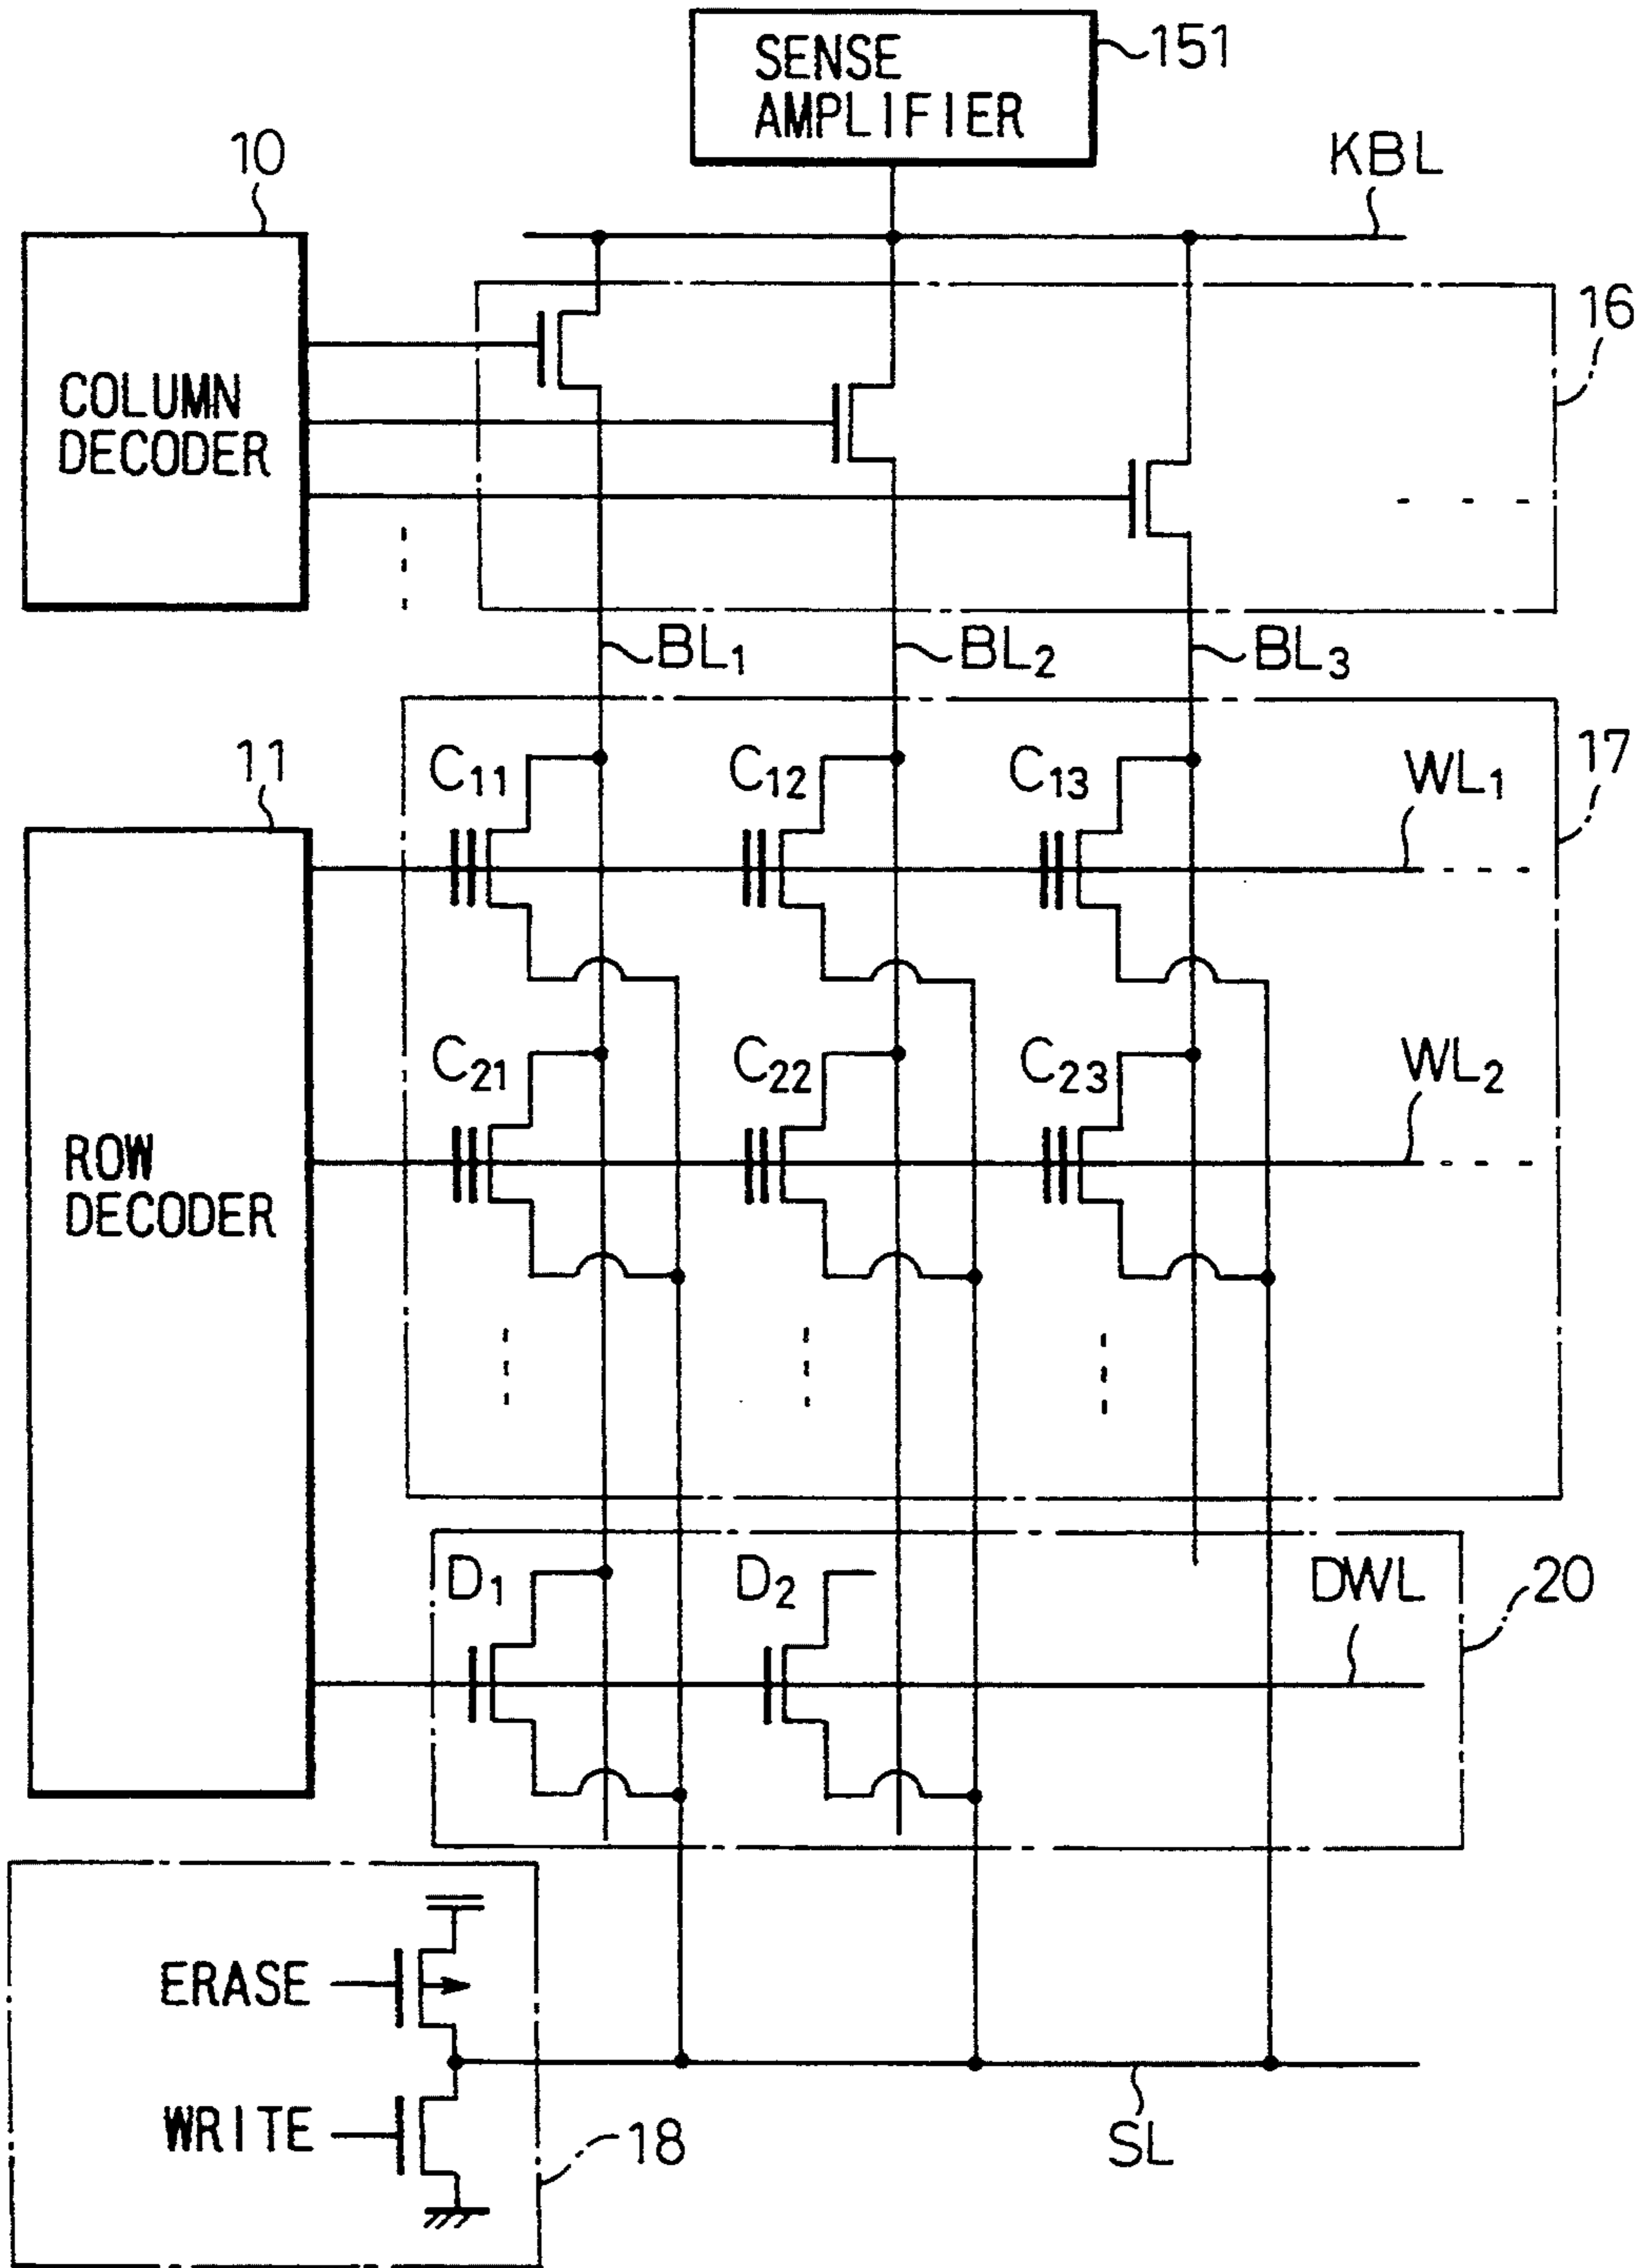 SENSE
AMPLIFIER
151
10
KBL
16
COLUMN
DECODER
BL1
BL2
BL3
11
C11
C12
C13
WL1
17
C21
C22
C23
WL2
ROW
DECODER
D1
D2
DWL
20
ERASE
WRITE
18
SL